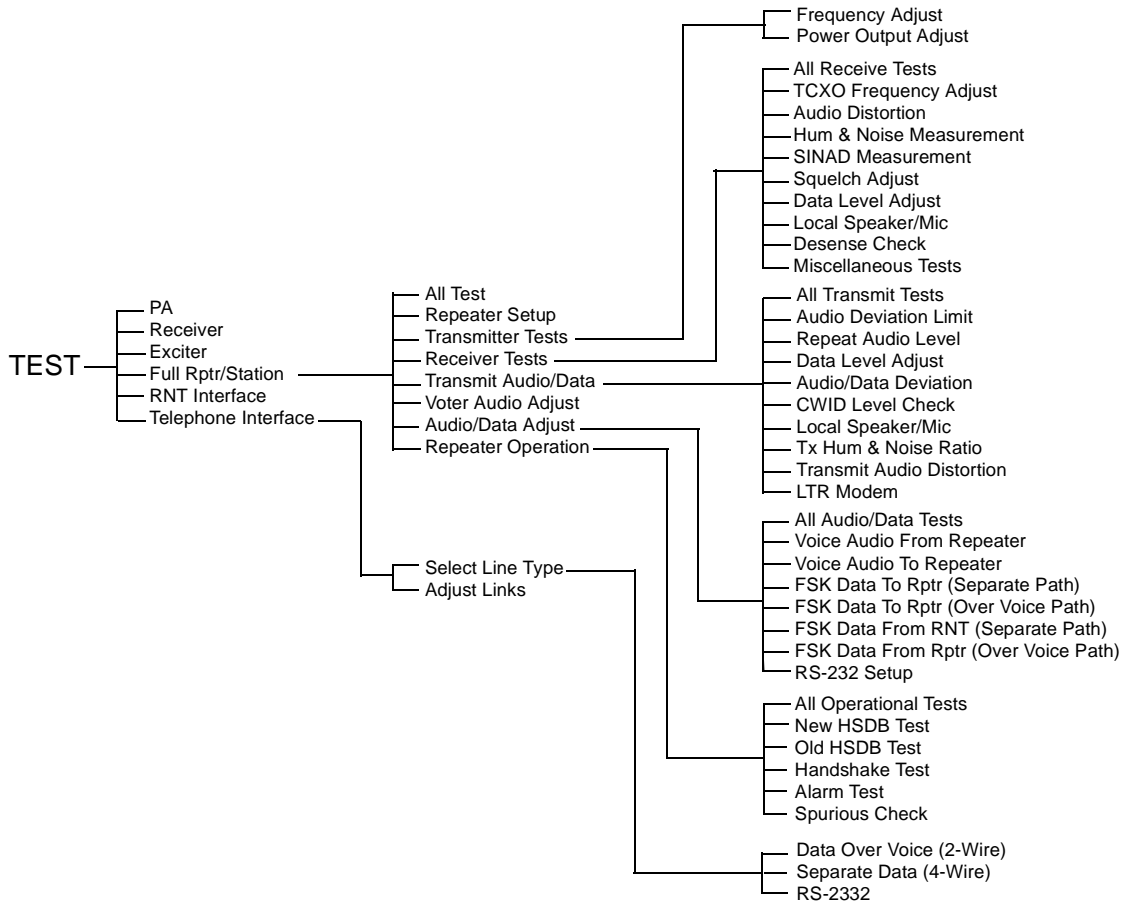 TEST
PA
Receiver
Exciter
Full Rptr/Station
RNT Interface
Telephone Interface
All Test
Repeater Setup
Transmitter Tests
Receiver Tests
Transmit Audio/Data
Voter Audio Adjust
Audio/Data Adjust
Repeater Operation
Select Line Type
Adjust Links
Frequency Adjust
Power Output Adjust
All Receive Tests
TCXO Frequency Adjust
Audio Distortion
Hum & Noise Measurement
SINAD Measurement
Squelch Adjust
Data Level Adjust
Local Speaker/Mic
Desense Check
Miscellaneous Tests
All Transmit Tests
Audio Deviation Limit
Repeat Audio Level
Data Level Adjust
Audio/Data Deviation
CWID Level Check
Local Speaker/Mic
Tx Hum & Noise Ratio
Transmit Audio Distortion
LTR Modem
All Audio/Data Tests
Voice Audio From Repeater
Voice Audio To Repeater
FSK Data To Rptr (Separate Path)
FSK Data To Rptr (Over Voice Path)
FSK Data From RNT (Separate Path)
FSK Data From Rptr (Over Voice Path)
RS-232 Setup
All Operational Tests
New HSDB Test
Old HSDB Test
Handshake Test
Alarm Test
Spurious Check
Data Over Voice (2-Wire)
Separate Data (4-Wire)
RS-2332